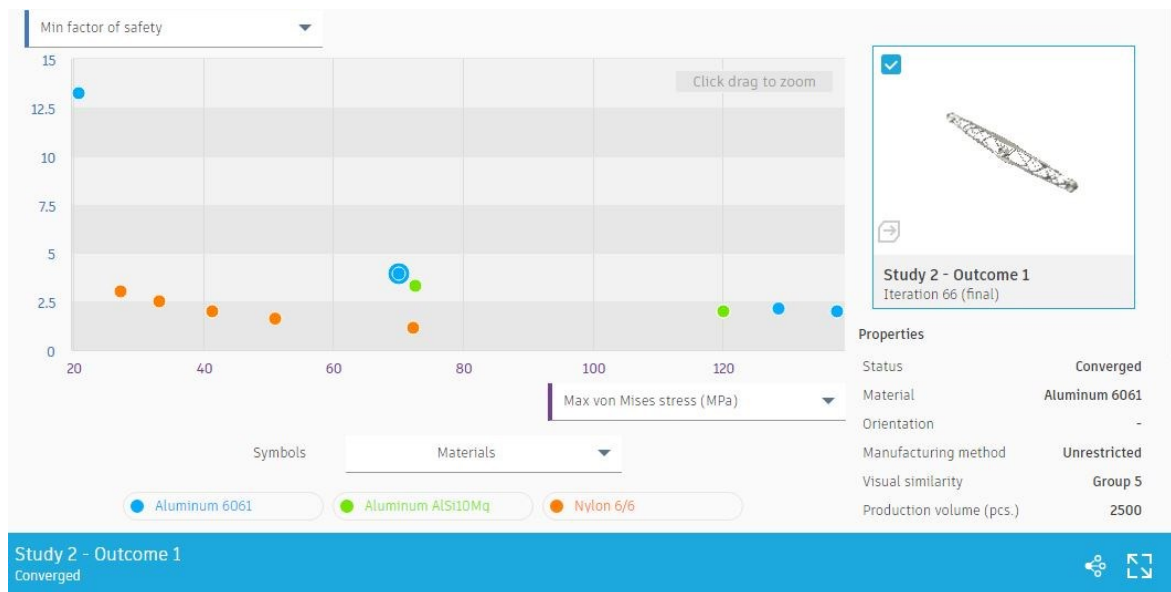 Min factor of safety
15
12.5
10
7.5
5
2.5
0
Click drag to zoom
20 40 60 80 100 120
Max von Mises stress (MPa)
Symbols Materials
Aluminum 6061 Aluminum AlSi10Mg Nylon 6/6
Study 2 - Outcome 1
Iteration 66 (final)
Properties
Status Converged
Material Aluminum 6061
Orientation -
Manufacturing method Unrestricted
Visual similarity Group 5
Production volume (pcs.) 2500
Study 2 - Outcome 1
Converged